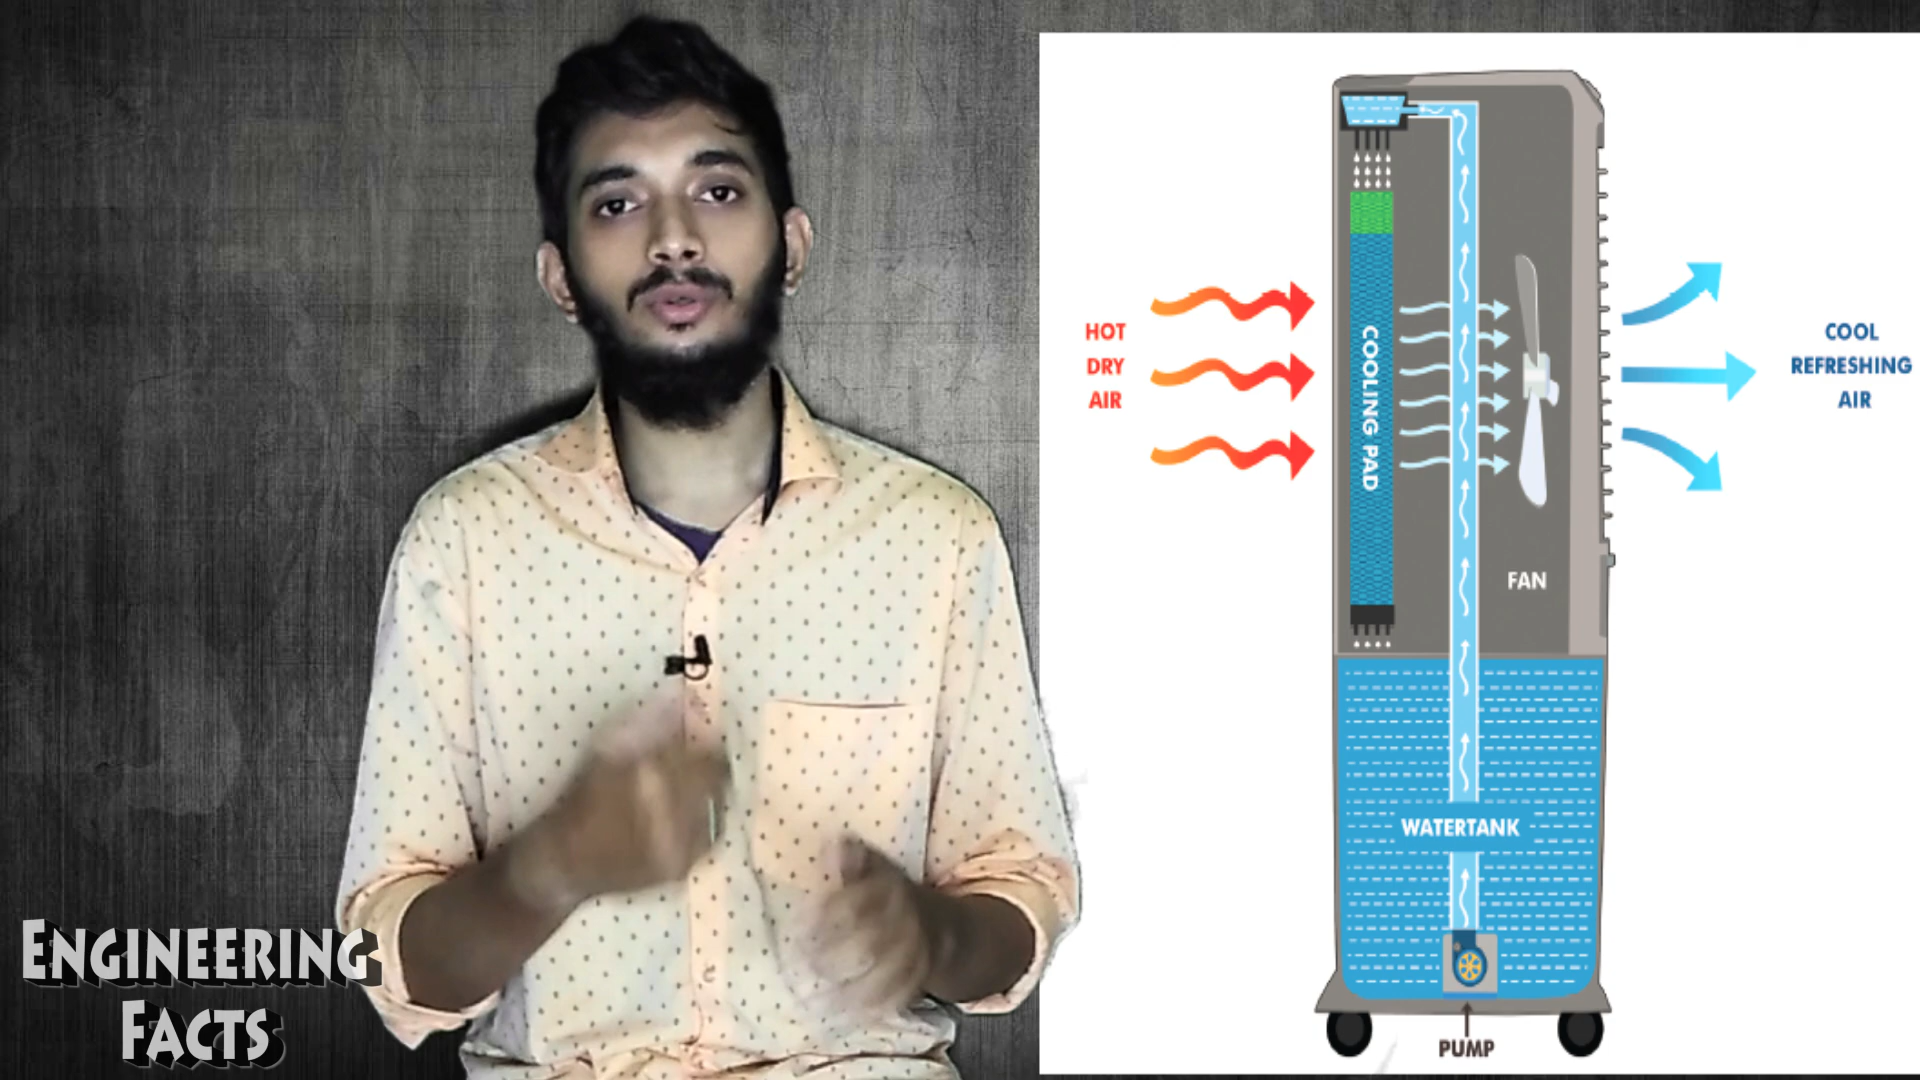 HOT
DRY
AIR
COOLING PAD
FAN
COOL
REFRESHING
AIR
WATERTANK
PUMP
ENGINEERING
FACTS